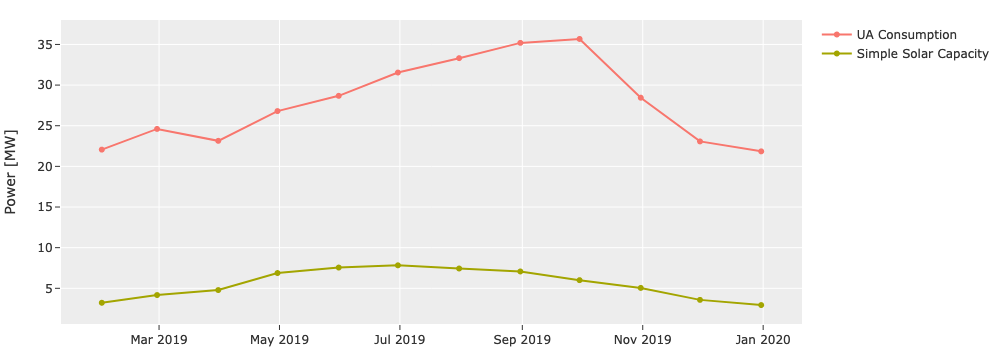 UA Consumption
Simple Solar Capacity
Power [MW]
35
30
25
20
15
10
5
Mar 2019 May 2019 Jul 2019 Sep 2019 Nov 2019 Jan 2020